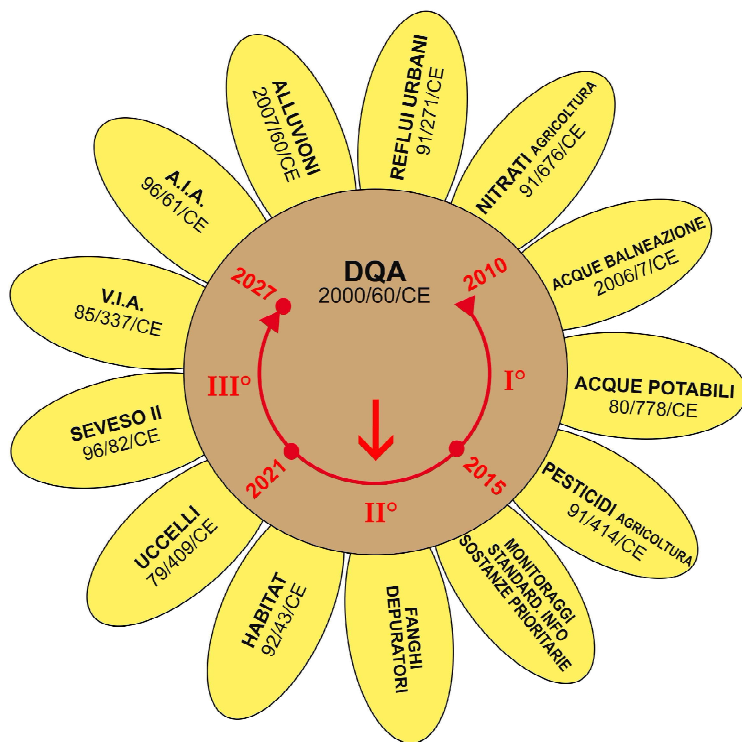 DQA
2000/60/CE
2010
I°
2015
II°
2021
III°
2027
REFLUI URBANI
91/271/CE
NITRATI AGRICOLTURA
91/676/CE
ACQUE BALNEAZIONE
2006/7/CE
ACQUE POTABILI
80/778/CE
PESTICIDI AGRICOLTURA
91/414/CE
MONITORAGGI
STANDARD. INFO
SOSTANZE PRIORITARIE
FANGHI
DEPURATORI
HABITAT
92/43/CE
UCCELLI
79/409/CE
SEVESO II
96/82/CE
V.I.A.
85/337/CE
A.I.A.
96/61/CE
ALLUVIONI
2007/60/CE